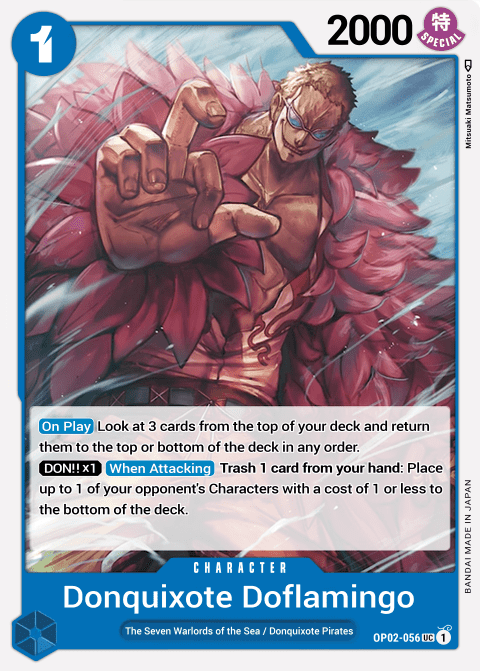 1
2000
特
SPECIAL
Mitsuaki Matsumoto
On Play Look at 3 cards from the top of your deck and return
them to the top or bottom of the deck in any order.
DON!!x1 When Attacking Trash 1 card from your hand: Place
up to 1 of your opponent's Characters with a cost of 1 or less to
the bottom of the deck.
BANDAI MADE IN JAPAN
CHARACTER
Donquixote Doflamingo
The Seven Warlords of the Sea / Donquixote Pirates
OP02-056 UC 1